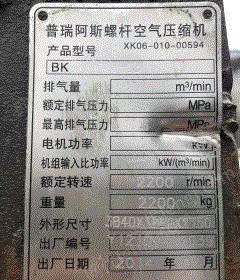 普瑞阿斯螺杆空气压缩机
XK06-010-00594
产品型号
BK
排气量 m³/min
额定排气压力 MPa
最高排气压力 MPa
电机功率 kW
机组输入比功率 kW/(m³/min)
额定转速 2200 r/min
重量 2200 kg
外形尺寸
出厂编号
出厂日期 年 月